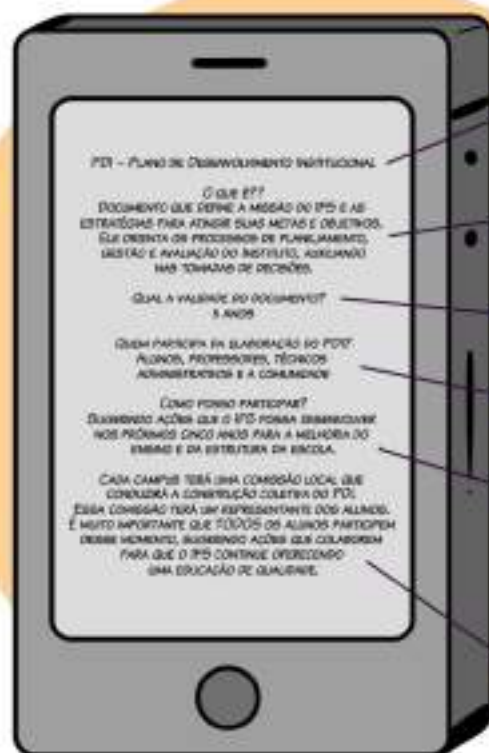 PDI - PLANO DE DESENVOLVIMENTO INSTITUCIONAL
O QUE É??
DOCUMENTO QUE DEFINE A MISSÃO DO IFS E AS
ESTRATÉGIAS PARA ATINGIR SUAS METAS E OBJETIVOS.
ELE ORIENTA OS PROCESSOS DE PLANEJAMENTO,
GESTÃO E AVALIAÇÃO DO INSTITUTO, AUXILIANDO
NAS TOMADAS DE DECISÕES.
QUAL A VALIDADE DO DOCUMENTO?
5 ANOS
QUEM PARTICIPA DA ELABORAÇÃO DO PDI?
ALUNOS, PROFESSORES, TÉCNICOS
ADMINISTRATIVOS E A COMUNIDADE
COMO POSSO PARTICIPAR?
SUGERINDO AÇÕES QUE O IFS POSSA DESENVOLVER
NOS PRÓXIMOS CINCO ANOS PARA A MELHORIA DO
ENSINO E DA ESTRUTURA DA ESCOLA.
CADA CAMPUS TERÁ UMA COMISSÃO LOCAL QUE
CONDUZIRÁ A CONSTRUÇÃO COLETIVA DO PDI.
ESSA COMISSÃO TERÁ UM REPRESENTANTE DOS ALUNOS.
É MUITO IMPORTANTE QUE TODOS OS ALUNOS PARTICIPEM
DESSE MOMENTO, SUGERINDO AÇÕES QUE COLABOREM
PARA QUE O IFS CONTINUE OFERECENDO
UMA EDUCAÇÃO DE QUALIDADE.